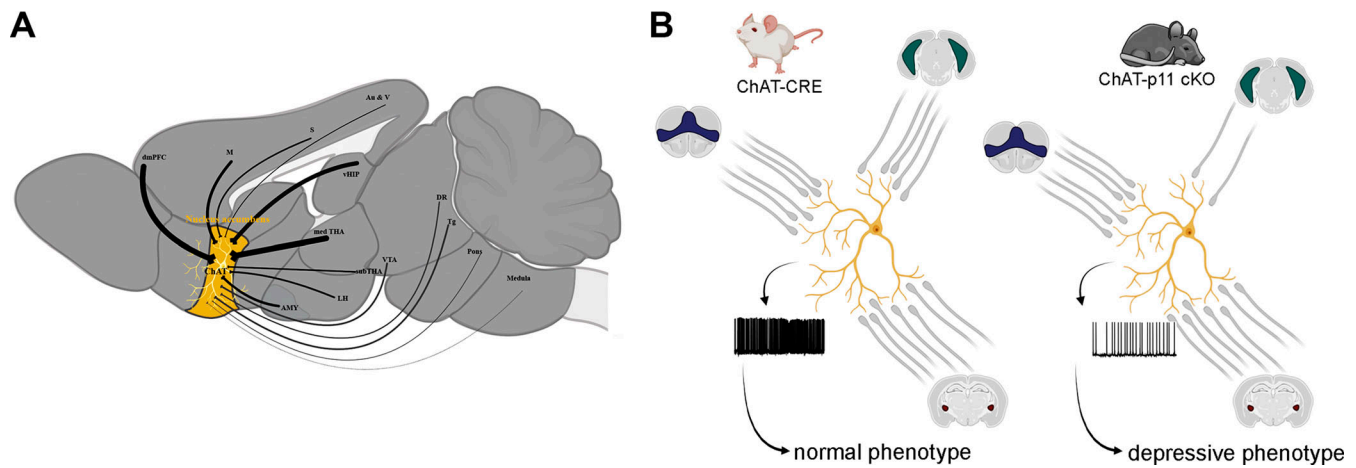 A
Au & V
S
M
dmPFC
vHIP
DR
Nucleus accumbens
Tg
med THA
Pons
ChAT
subTHA
VTA
Medula
LH
AMY
B
ChAT-CRE
ChAT-p11 cKO
normal phenotype
depressive phenotype